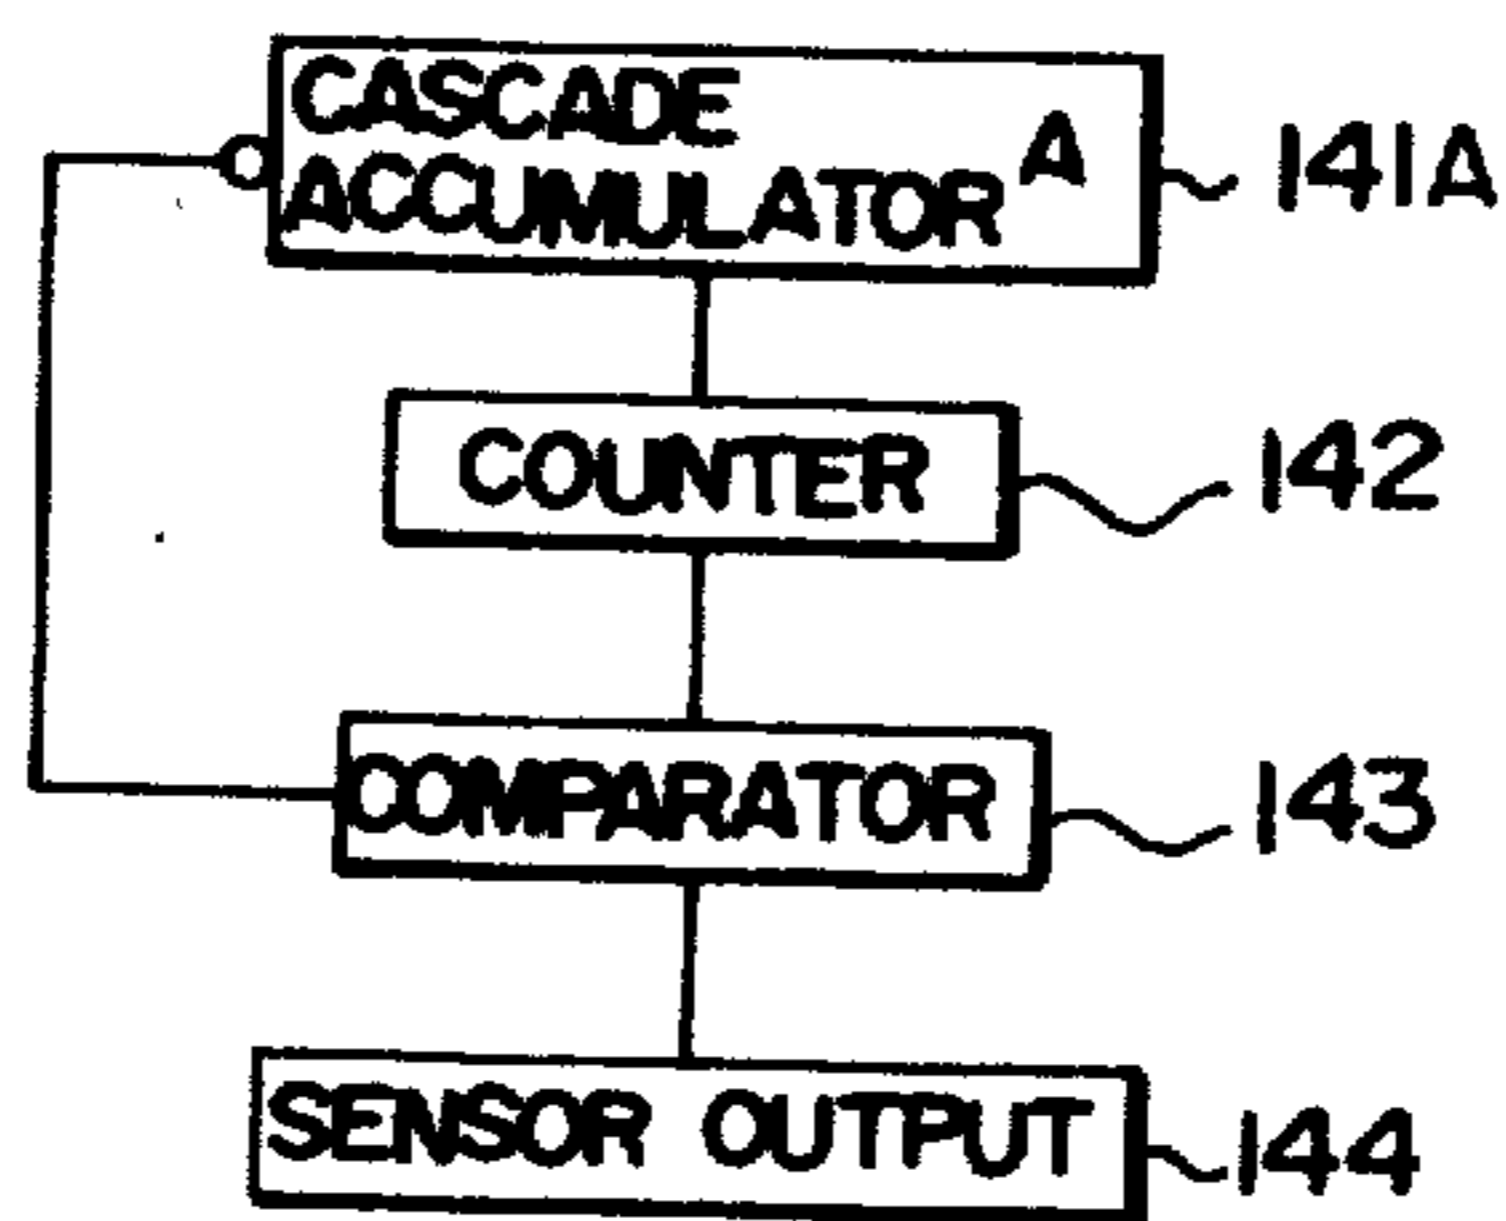 CASCADE
ACCUMULATOR A
141A
COUNTER
142
COMPARATOR
143
SENSOR OUTPUT
144